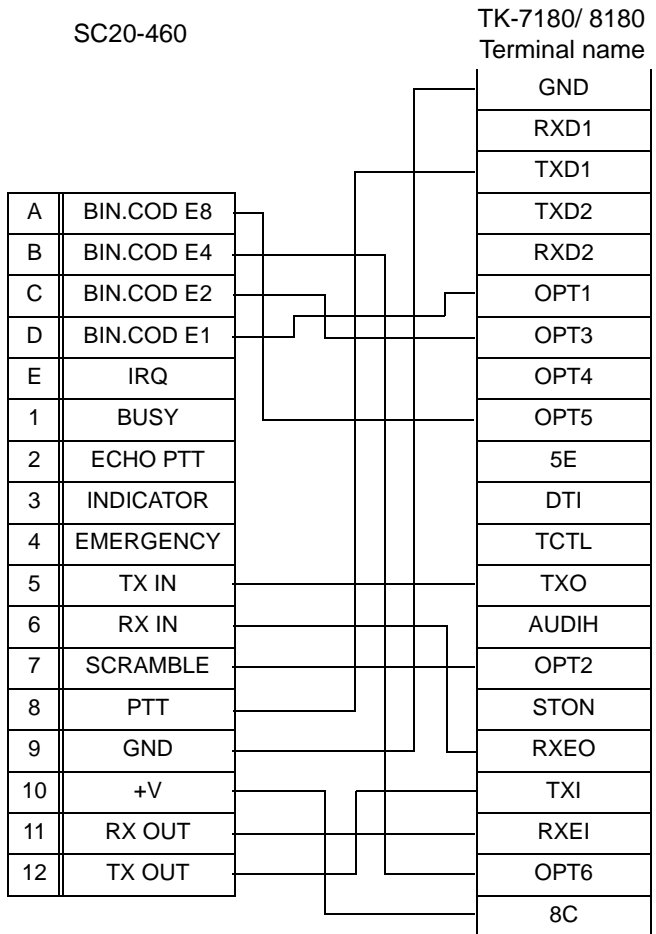 SC20-460
TK-7180/ 8180
Terminal name
A BIN.COD E8
B BIN.COD E4
C BIN.COD E2
D BIN.COD E1
E IRQ
1 BUSY
2 ECHO PTT
3 INDICATOR
4 EMERGENCY
5 TX IN
6 RX IN
7 SCRAMBLE
8 PTT
9 GND
10 +V
11 RX OUT
12 TX OUT
GND
RXD1
TXD1
TXD2
RXD2
OPT1
OPT3
OPT4
OPT5
5E
DTI
TCTL
TXO
AUDIH
OPT2
STON
RXEO
TXI
RXEI
OPT6
8C